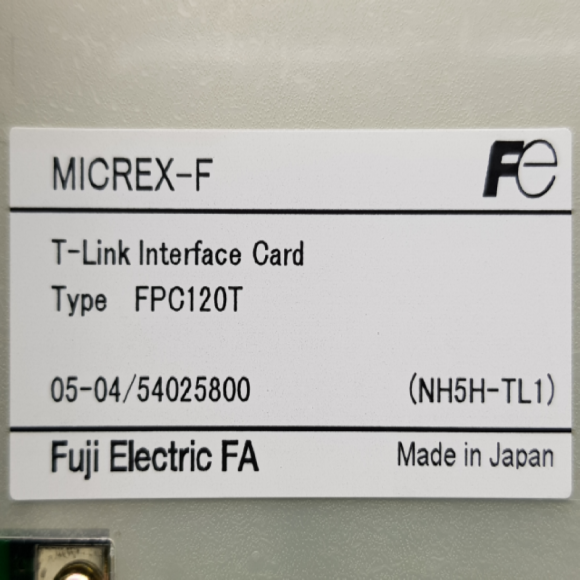 MICREX-F
Fe
T-Link Interface Card
Type FPC120T
05-04/54025800 (NH5H-TL1)
Fuji Electric FA Made in Japan